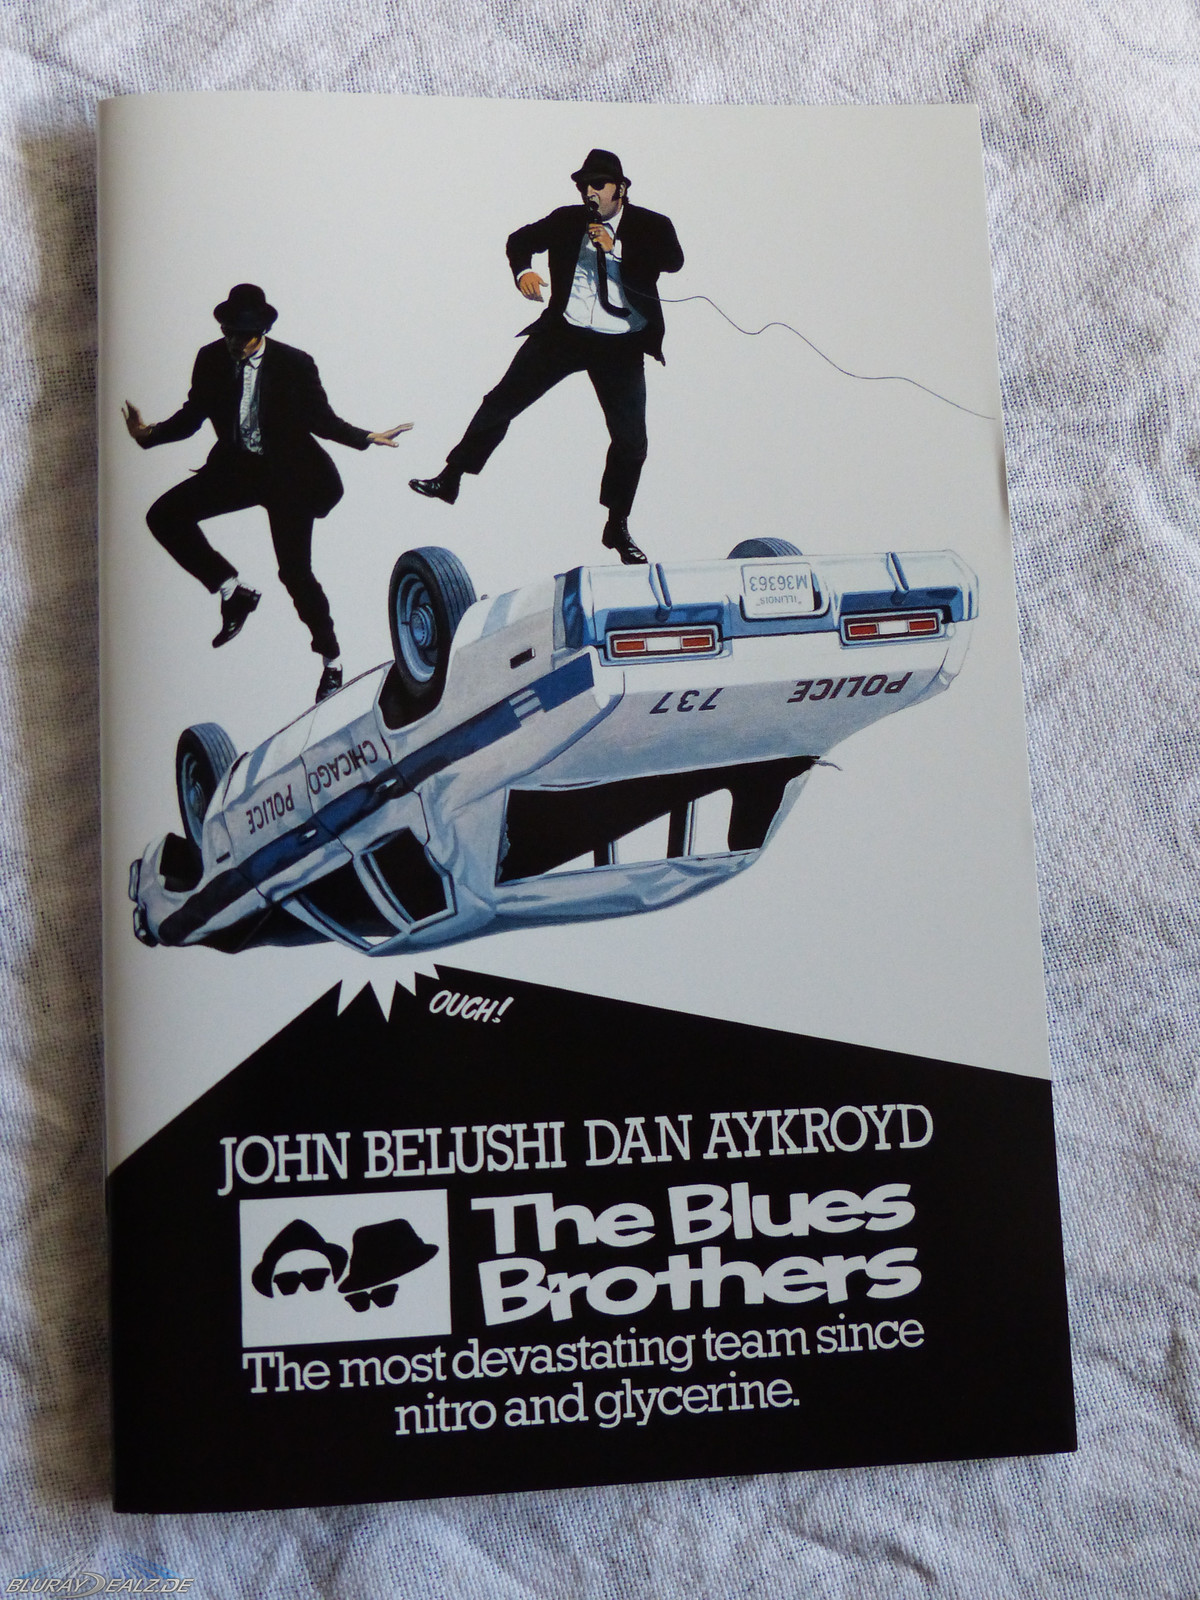 "ILLINOIS"
M36363
737 POLICE
CHICAGO
POLICE
OUCH!
JOHN BELUSHI DAN AYKROYD
The Blues
Brothers
The most devastating team since
nitro and glycerine.
BLURAYDEALZ.DE